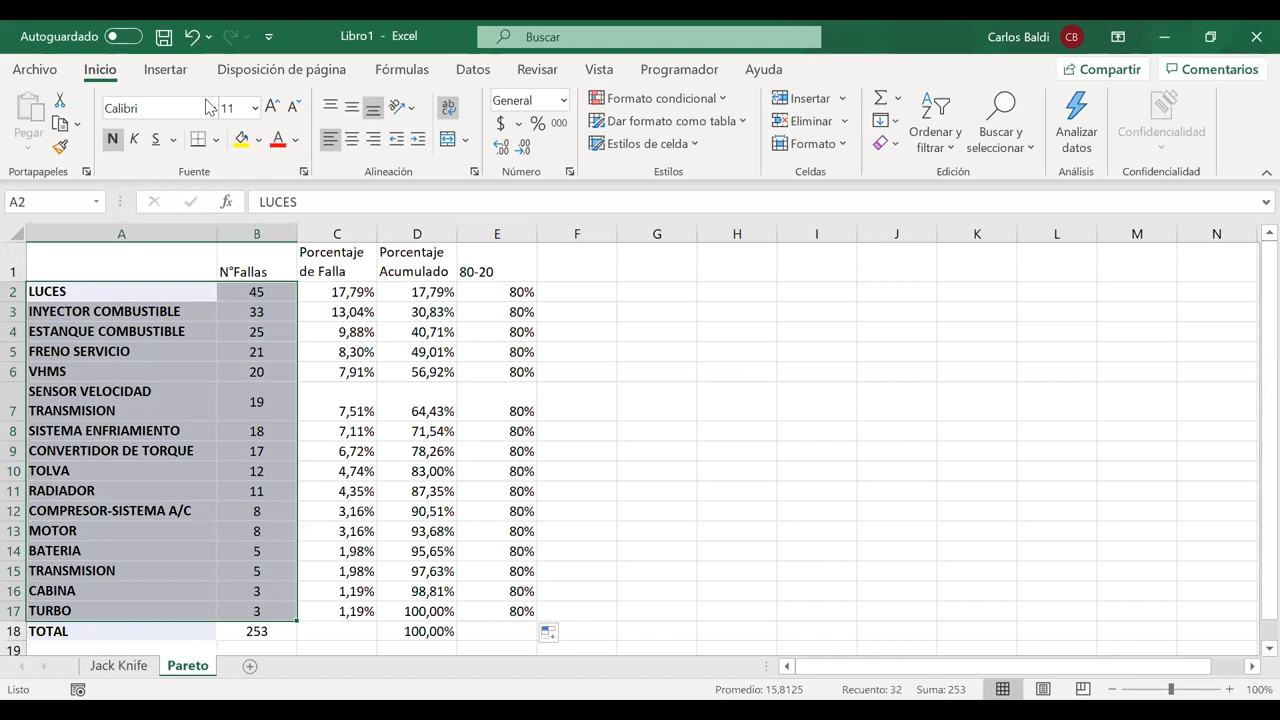 Autoguardado
Libro1 - Excel
Buscar
Carlos Baldi
CB
Archivo
Inicio
Insertar
Disposición de página
Fórmulas
Datos
Revisar
Vista
Programador
Ayuda
Compartir
Comentarios
Pegar
Calibri
11
N K S
General
$ % 000
Formato condicional
Dar formato como tabla
Estilos de celda
Insertar
Eliminar
Formato
Ordenar y filtrar
Buscar y seleccionar
Analizar datos
Confidencialidad
Portapapeles
Fuente
Alineación
Número
Estilos
Celdas
Edición
Análisis
Confidencialidad
A2
fx
LUCES
A B C D E F G H I J K L M N
1 N°Fallas Porcentaje de Falla Porcentaje Acumulado 80-20
2 LUCES 45 17,79% 17,79% 80%
3 INYECTOR COMBUSTIBLE 33 13,04% 30,83% 80%
4 ESTANQUE COMBUSTIBLE 25 9,88% 40,71% 80%
5 FRENO SERVICIO 21 8,30% 49,01% 80%
6 VHMS 20 7,91% 56,92% 80%
7 SENSOR VELOCIDAD TRANSMISION 19 7,51% 64,43% 80%
8 SISTEMA ENFRIAMIENTO 18 7,11% 71,54% 80%
9 CONVERTIDOR DE TORQUE 17 6,72% 78,26% 80%
10 TOLVA 12 4,74% 83,00% 80%
11 RADIADOR 11 4,35% 87,35% 80%
12 COMPRESOR-SISTEMA A/C 8 3,16% 90,51% 80%
13 MOTOR 8 3,16% 93,68% 80%
14 BATERIA 5 1,98% 95,65% 80%
15 TRANSMISION 5 1,98% 97,63% 80%
16 CABINA 3 1,19% 98,81% 80%
17 TURBO 3 1,19% 100,00% 80%
18 TOTAL 253 100,00%
19
Jack Knife
Pareto
Listo
Promedio: 15,8125
Recuento: 32
Suma: 253
100%